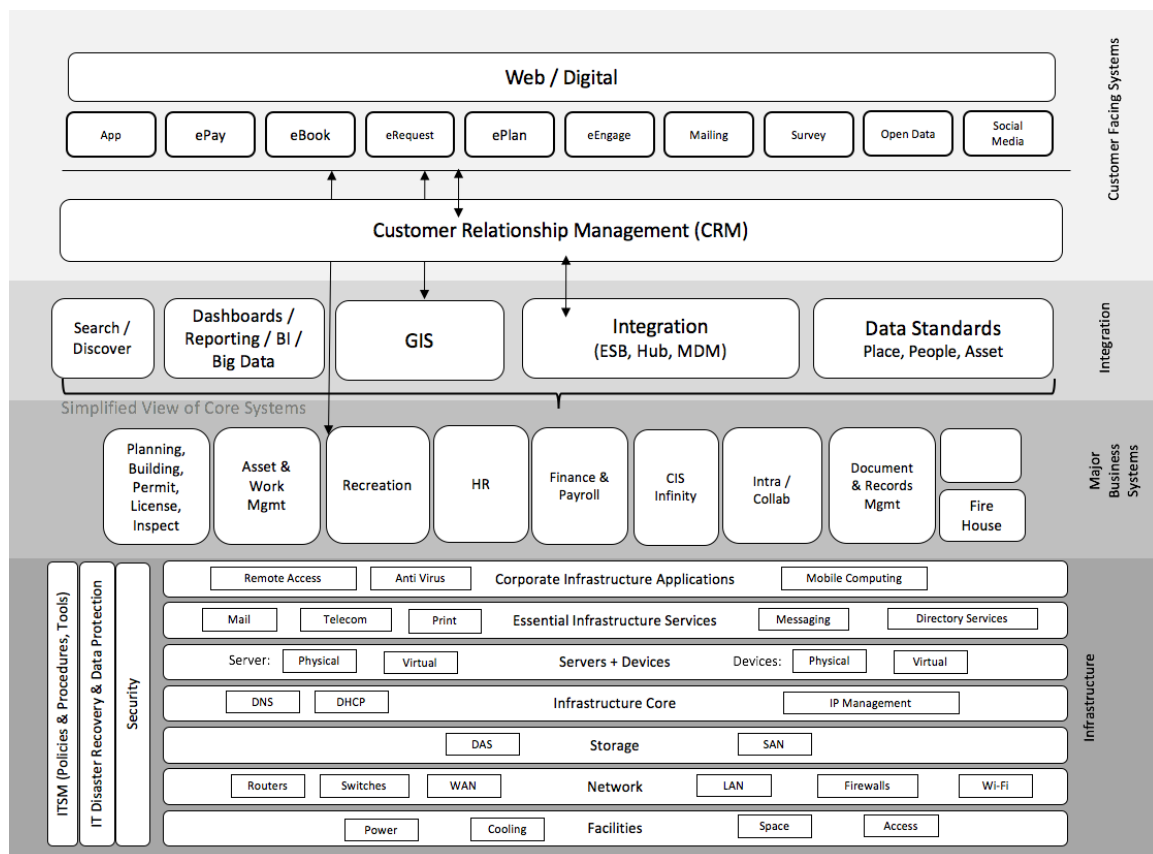 Web / Digital
App
ePay
eBook
eRequest
ePlan
eEngage
Mailing
Survey
Open Data
Social
Media
Customer Facing Systems
Customer Relationship Management (CRM)
Search /
Discover
Dashboards /
Reporting / BI /
Big Data
GIS
Integration
(ESB, Hub, MDM)
Data Standards
Place, People, Asset
Integration
Simplified View of Core Systems
Planning,
Building,
Permit,
License,
Inspect
Asset &
Work
Mgmt
Recreation
HR
Finance &
Payroll
CIS
Infinity
Intra /
Collab
Document
& Records
Mgmt
Fire
House
Major
Business
Systems
ITSM (Policies & Procedures, Tools)
IT Disaster Recovery & Data Protection
Security
Remote Access
Anti Virus
Corporate Infrastructure Applications
Mobile Computing
Mail
Telecom
Print
Essential Infrastructure Services
Messaging
Directory Services
Server:
Physical
Virtual
Servers + Devices
Devices:
Physical
Virtual
DNS
DHCP
Infrastructure Core
IP Management
DAS
Storage
SAN
Routers
Switches
WAN
Network
LAN
Firewalls
Wi-Fi
Power
Cooling
Facilities
Space
Access
Infrastructure